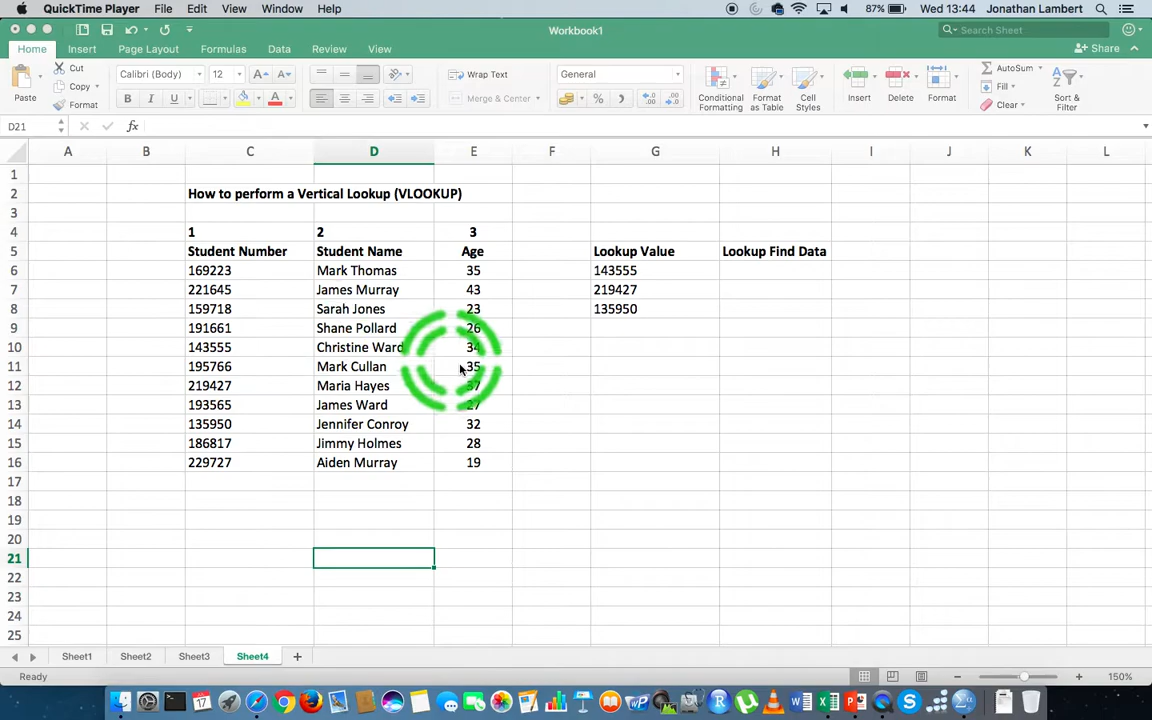 QuickTime Player File Edit View Window Help 87% Wed 13:44 Jonathan Lambert
Workbook1 Search Sheet
Home Insert Page Layout Formulas Data Review View Share
Paste Cut Copy Format
Calibri (Body) 12 A A Wrap Text General AutoSum
B I U A Merge & Center % Fill Clear
Conditional Formatting Format as Table Cell Styles Insert Delete Format Sort & Filter
D21 fx
A B C D E F G H I J K L
1
2 How to perform a Vertical Lookup (VLOOKUP)
3
4 1 2 3
5 Student Number Student Name Age Lookup Value Lookup Find Data
6 169223 Mark Thomas 35 143555
7 221645 James Murray 43 219427
8 159718 Sarah Jones 23 135950
9 191661 Shane Pollard 26
10 143555 Christine Ward 34
11 195766 Mark Cullan 35
12 219427 Maria Hayes 37
13 193565 James Ward 27
14 135950 Jennifer Conroy 32
15 186817 Jimmy Holmes 28
16 229727 Aiden Murray 19
17
18
19
20
21
22
23
24
25
Sheet1 Sheet2 Sheet3 Sheet4 +
Ready 150%
17